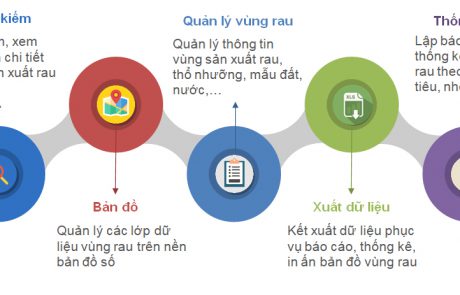 kiếm
xem
chi tiết
xuất rau
Quản lý vùng rau
Quản lý thông tin
vùng sản xuất rau,
thổ nhưỡng, mẫu đất,
nước,...
Thốn
Lập báo
thống kê
rau theo
Bản đồ
Quản lý các lớp dữ
liệu vùng rau trên nền
bản đồ số
Xuất dữ liệu
Kết xuất dữ liệu phục
vụ báo cáo, thống kê,
in ấn bản đồ vùng rau
XLS